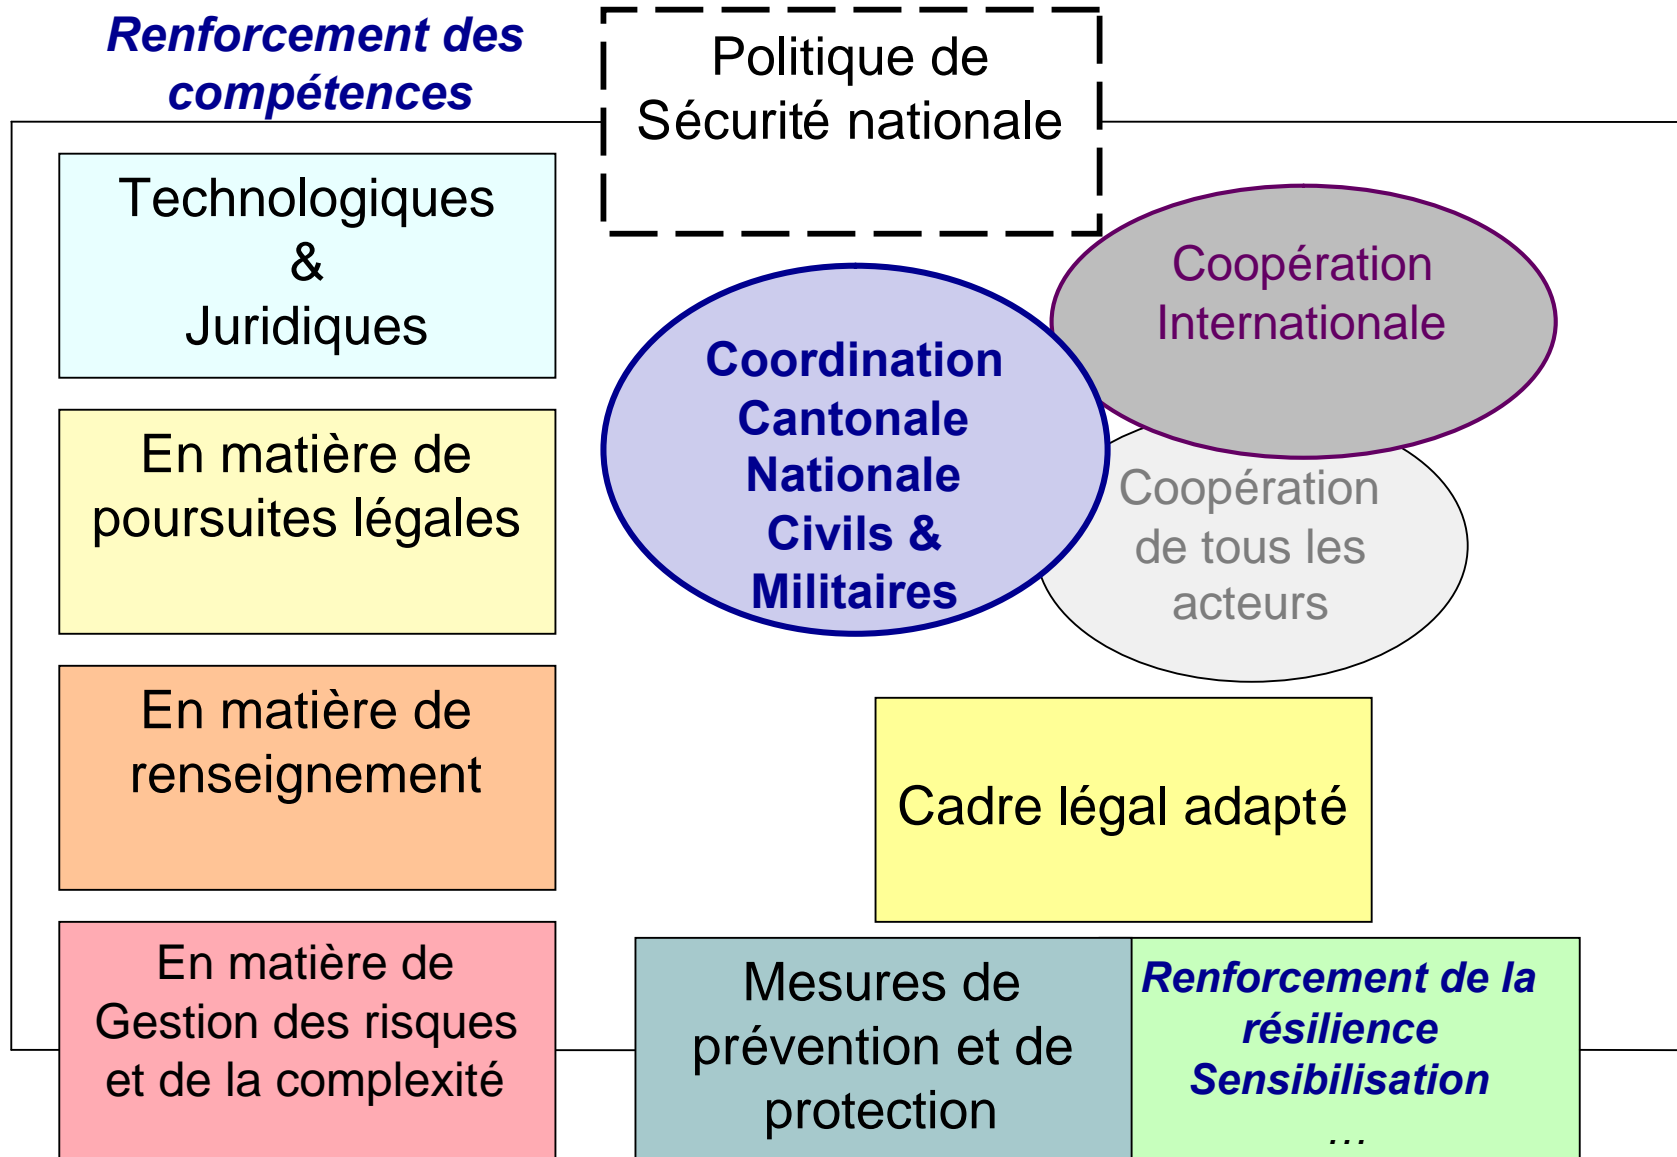 Renforcement des
compétences
Politique de
Sécurité nationale
Technologiques
&
Juridiques
En matière de
poursuites légales
En matière de
renseignement
En matière de
Gestion des risques
et de la complexité
Coordination
Cantonale
Nationale
Civils &
Militaires
Coopération
Internationale
Coopération
de tous les
acteurs
Cadre légal adapté
Mesures de
prévention et de
protection
Renforcement de la
résilience
Sensibilisation
...